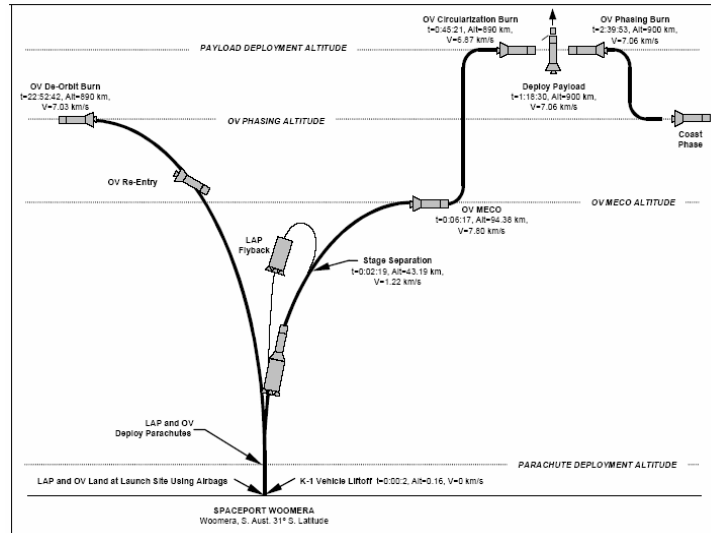 OV Circularization Burn
t=0:45:21, Alt=890 km,
V=6.87 km/s
OV Phasing Burn
t=2:39:53, Alt=900 km,
V=7.06 km/s
PAYLOAD DEPLOYMENT ALTITUDE
OV De-Orbit Burn
t=22:52:42, Alt=890 km,
V=7.03 km/s
Deploy Payload
t=1:18:30, Alt=900 km,
V=7.06 km/s
OV PHASING ALTITUDE
Coast
Phase
OV Re-Entry
OV MECO ALTITUDE
OV MECO
t=0:06:17, Alt=94.38 km,
V=7.80 km/s
LAP
Flyback
Stage Separation
t=0:02:19, Alt=43.19 km,
V=1.22 km/s
LAP and OV
Deploy Parachutes
PARACHUTE DEPLOYMENT ALTITUDE
LAP and OV Land at Launch Site Using Airbags
K-1 Vehicle Liftoff t=0:00:2, Alt=0.16, V=0 km/s
SPACEPORT WOOMERA
Woomera, S. Aust. 31° S. Latitude